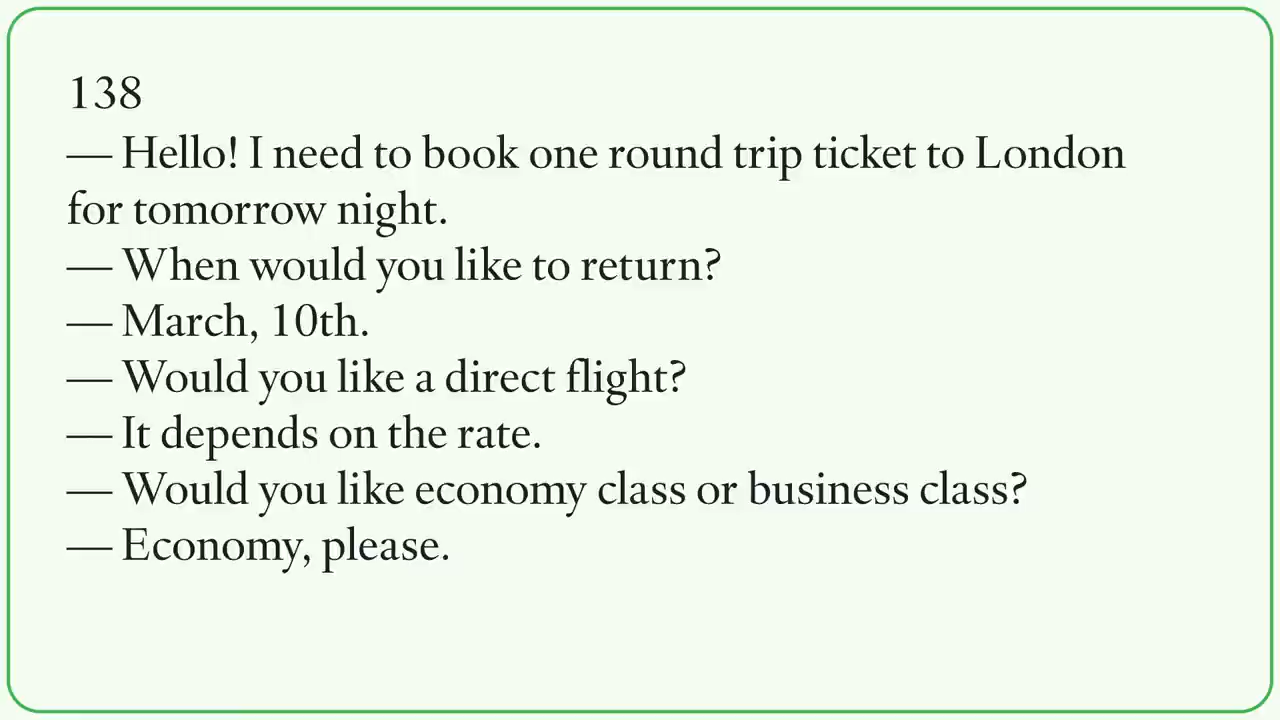 138
— Hello! I need to book one round trip ticket to London
for tomorrow night.
— When would you like to return?
— March, 10th.
— Would you like a direct flight?
— It depends on the rate.
— Would you like economy class or business class?
— Economy, please.